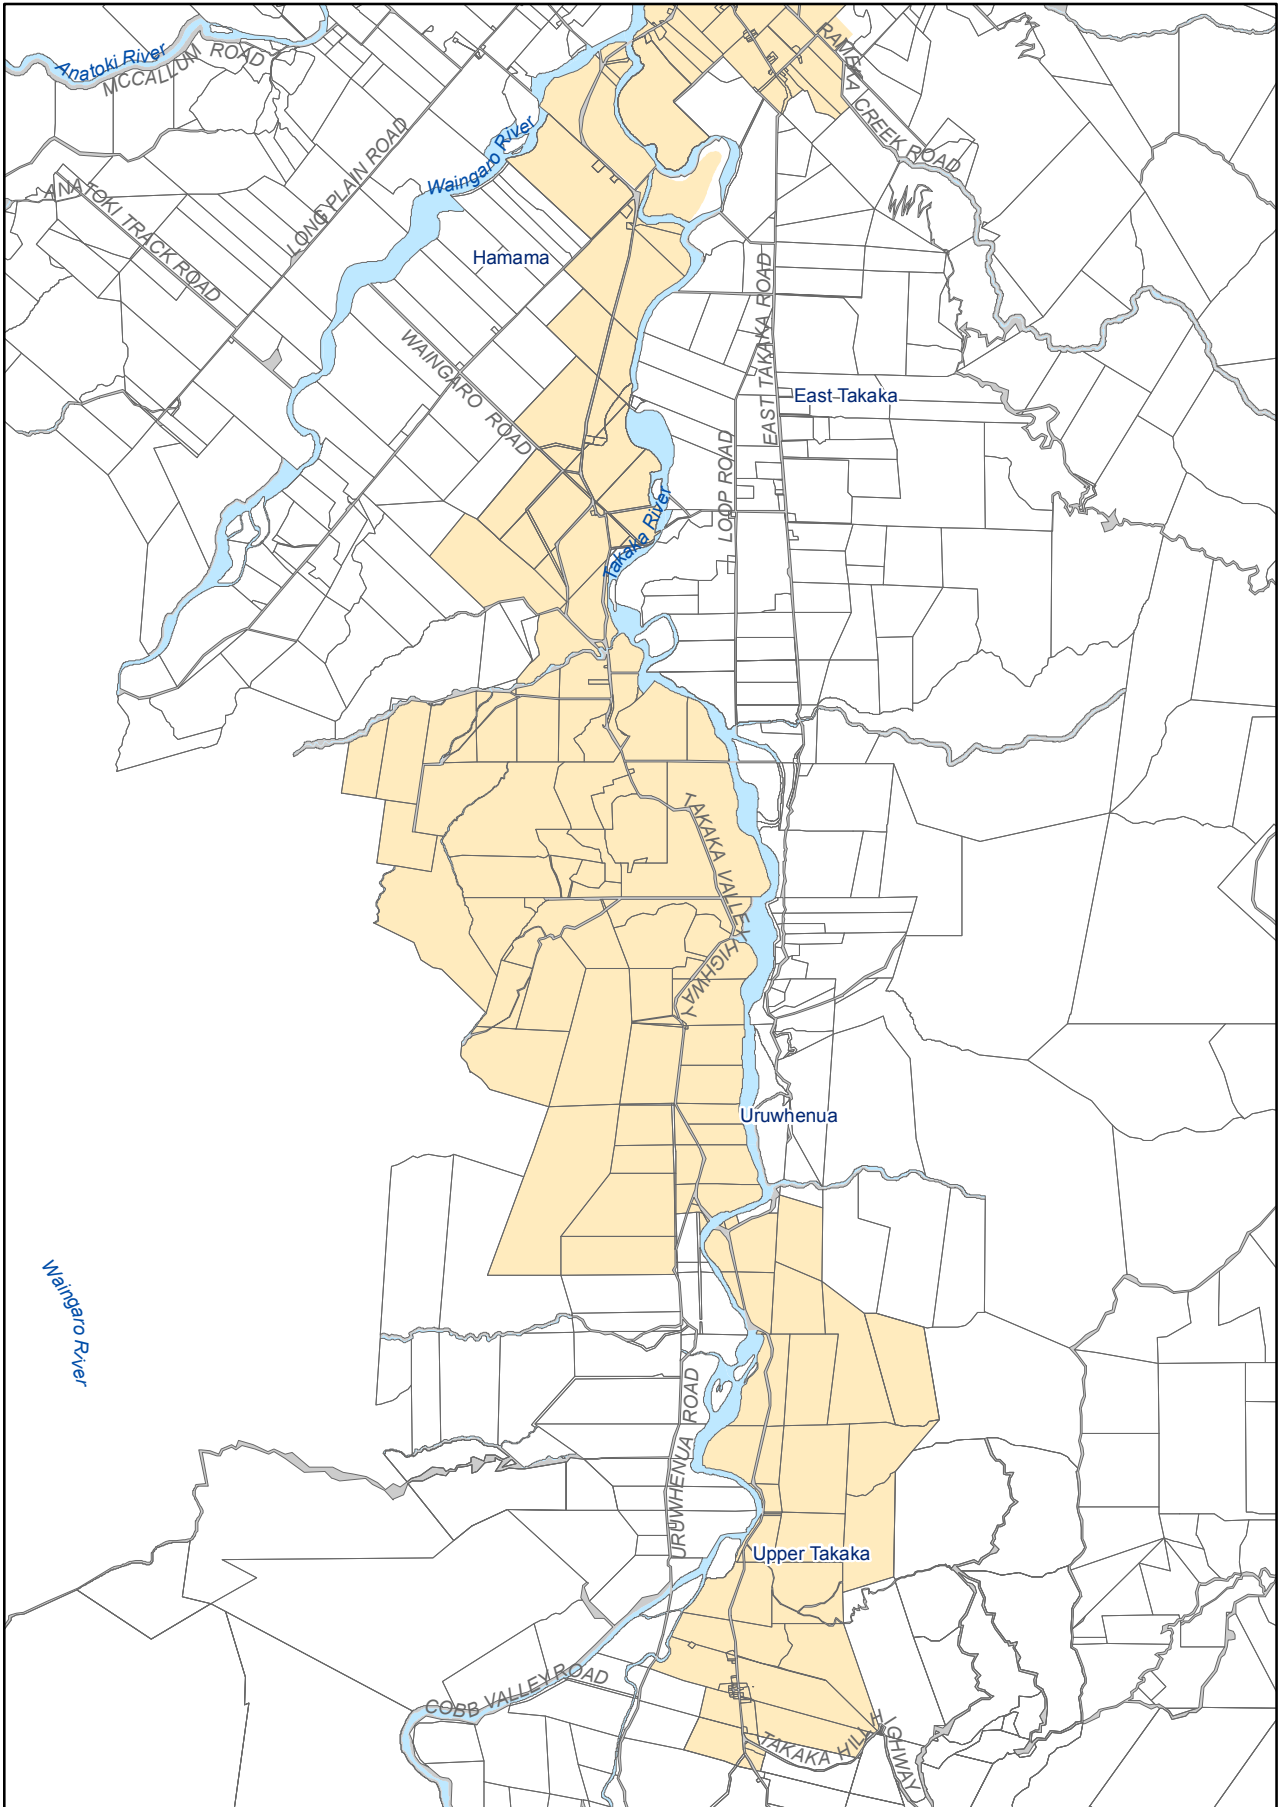 Anatoki River
MCCALLUM ROAD
RAMEKA CREEK ROAD
Waingaro River
LONG PLAIN ROAD
ANATOKI TRACK ROAD
Hamama
EAST TAKAKA ROAD
WAINGARO ROAD
East Takaka
LOOP ROAD
Takaka River
TAKAKA VALLEY HIGHWAY
Uruwhenua
Waingaro River
URUWHENUA ROAD
Upper Takaka
COBB VALLEY ROAD
TAKAKA HILL HIGHWAY